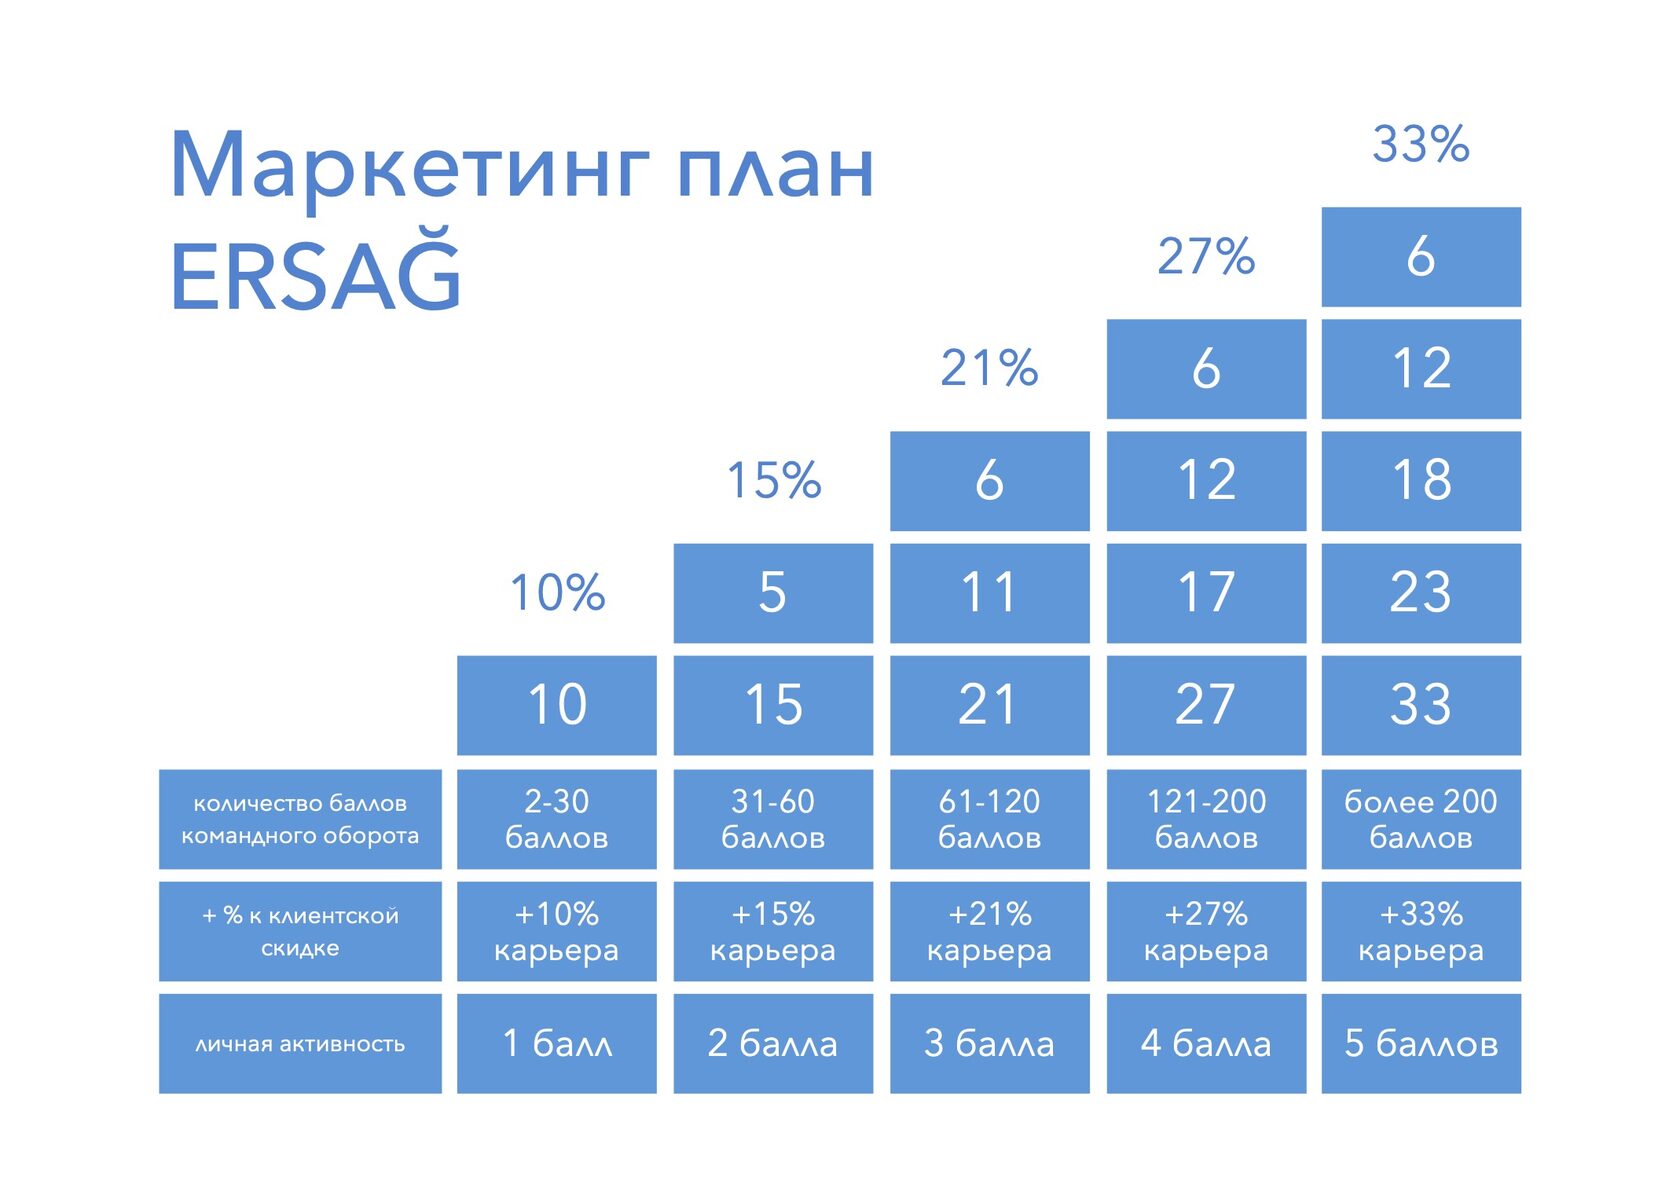 Маркетинг план
ERSAĞ
33%
27%
6
21%
6
12
15%
6
12
18
10%
5
11
17
23
10
15
21
27
33
количество баллов
командного оборота
2-30
баллов
31-60
баллов
61-120
баллов
121-200
баллов
более 200
баллов
+ % к клиентской
скидке
+10%
карьера
+15%
карьера
+21%
карьера
+27%
карьера
+33%
карьера
личная активность
1 балл
2 балла
3 балла
4 балла
5 баллов